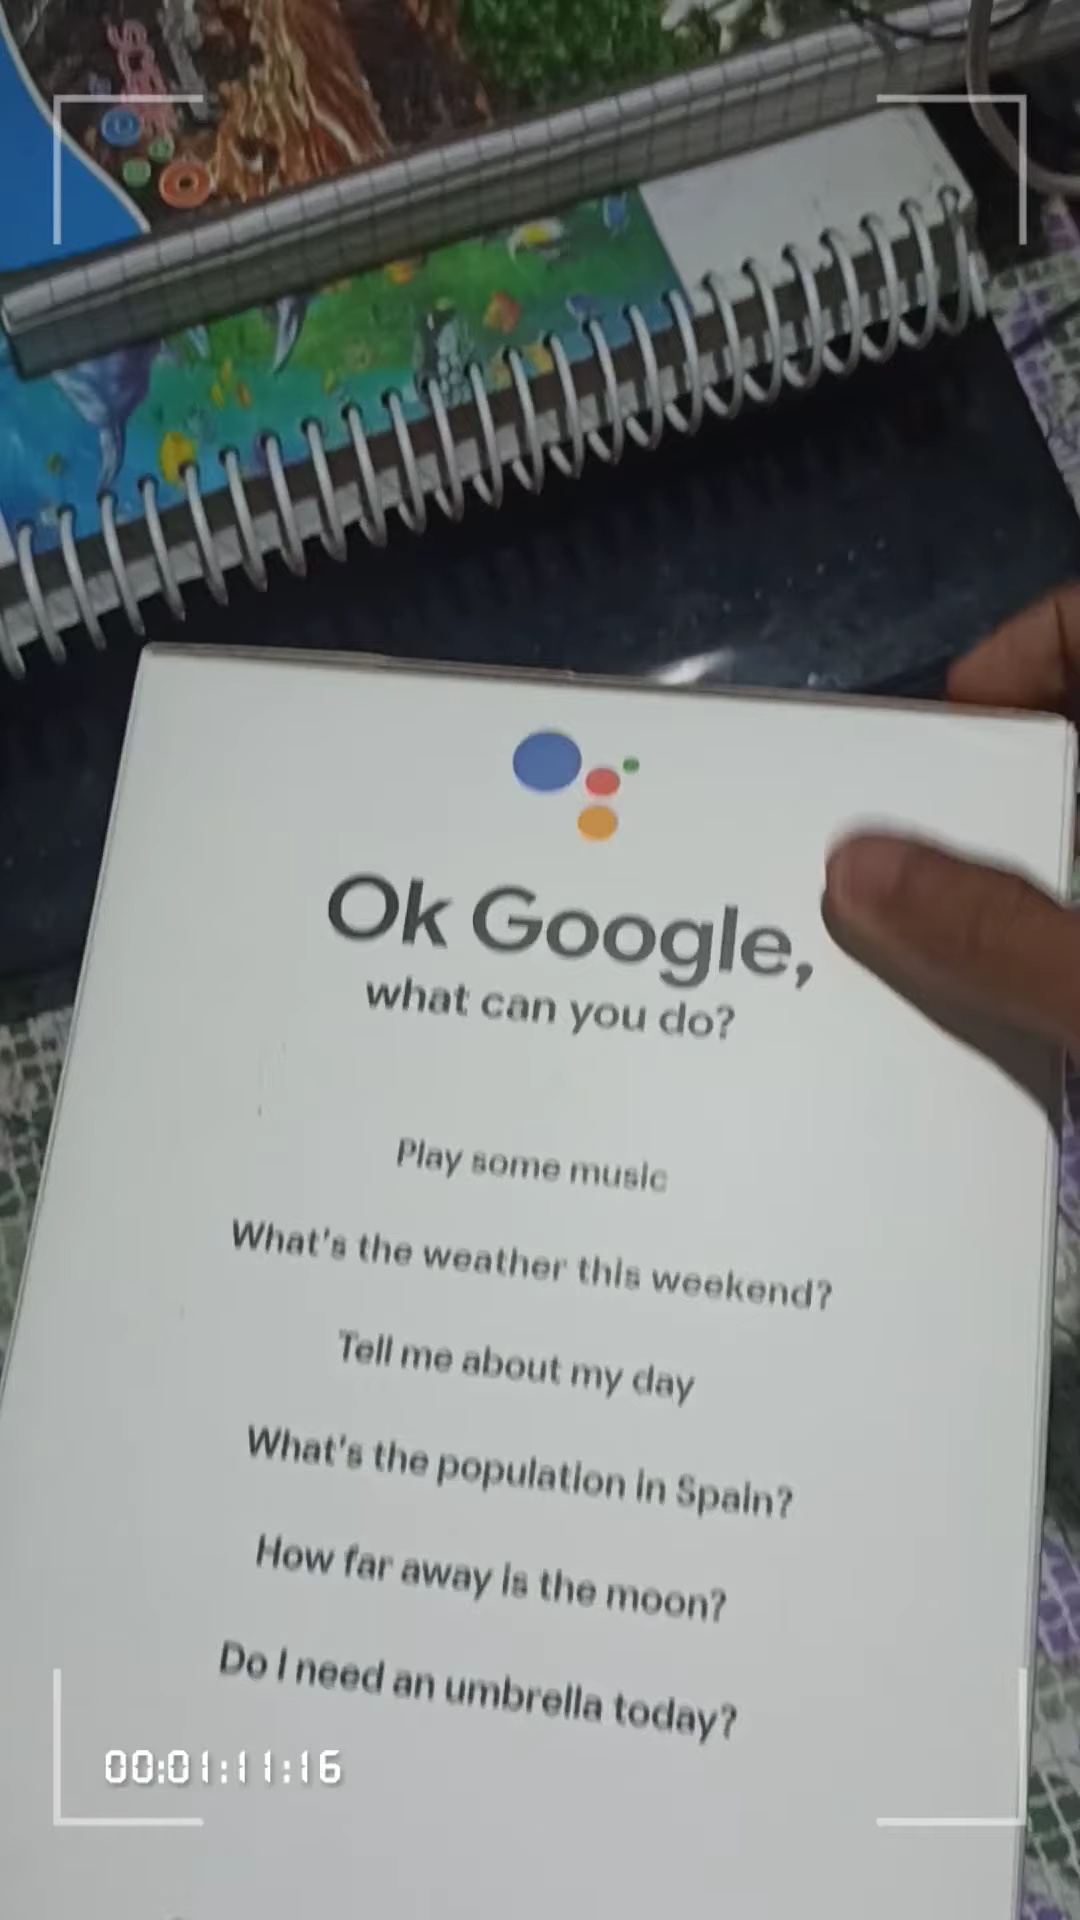 Ok Google,
what can you do?
Play some music
What's the weather this weekend?
Tell me about my day
What's the population in Spain?
How far away is the moon?
Do I need an umbrella today?
00:01:11:16